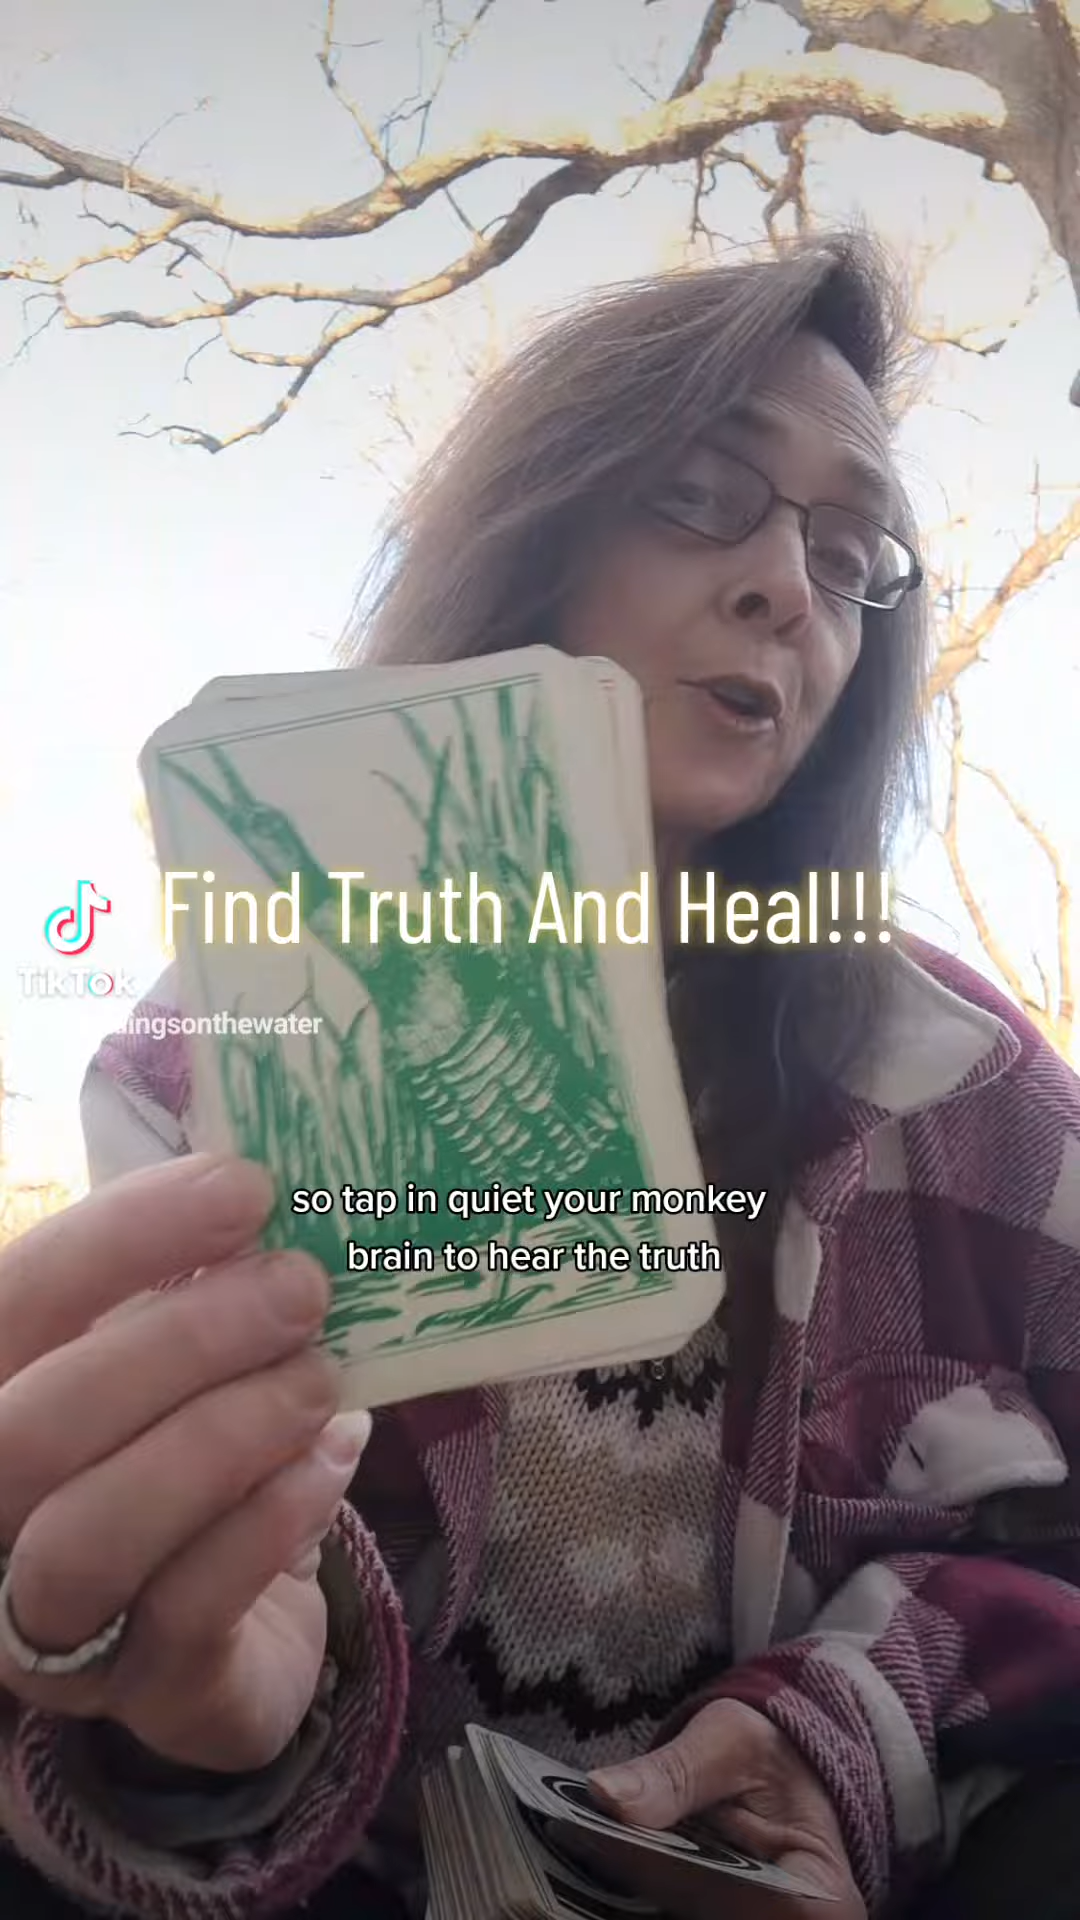 Find Truth And Heal!!!
TikTok
so tap in quiet your monkey
brain to hear the truth